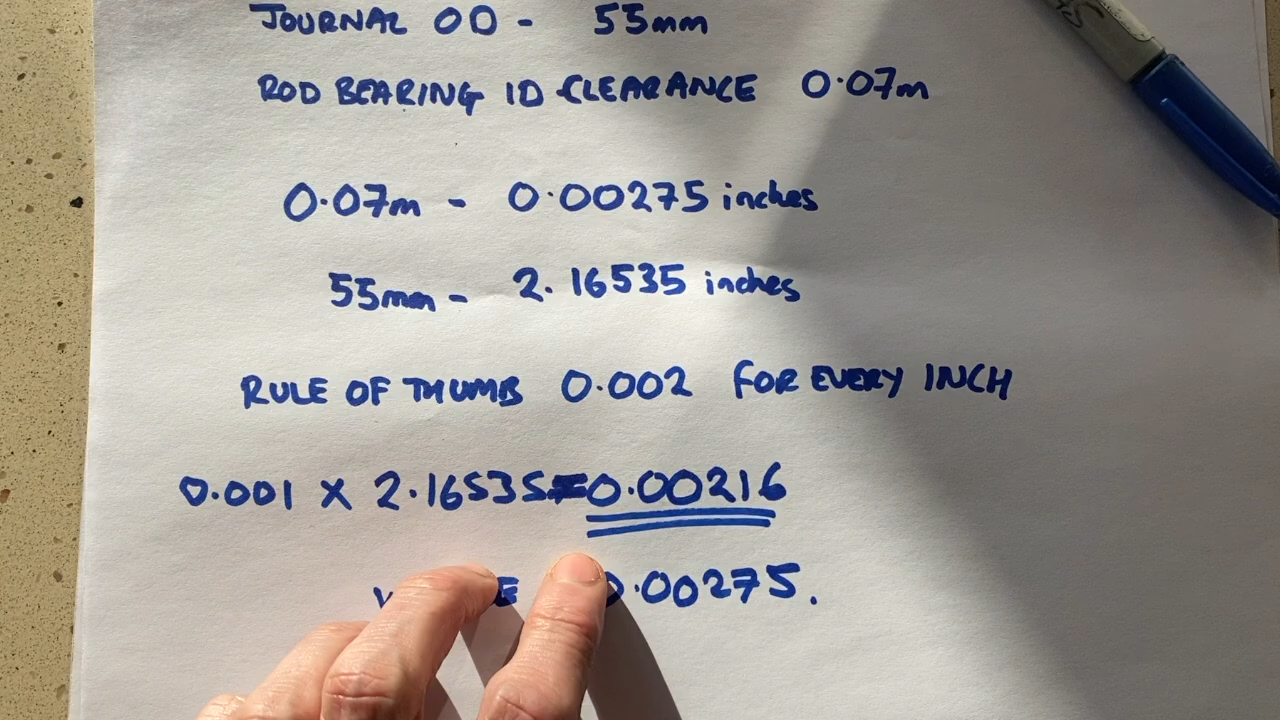 JOURNAL OD - 55mm
ROD BEARING ID CLEARANCE 0.07m
0.07m - 0.00275 inches
55mm - 2.16535 inches
RULE OF THUMB 0.002 FOR EVERY INCH
0.001 X 2.16535=0.00216
0.00275.